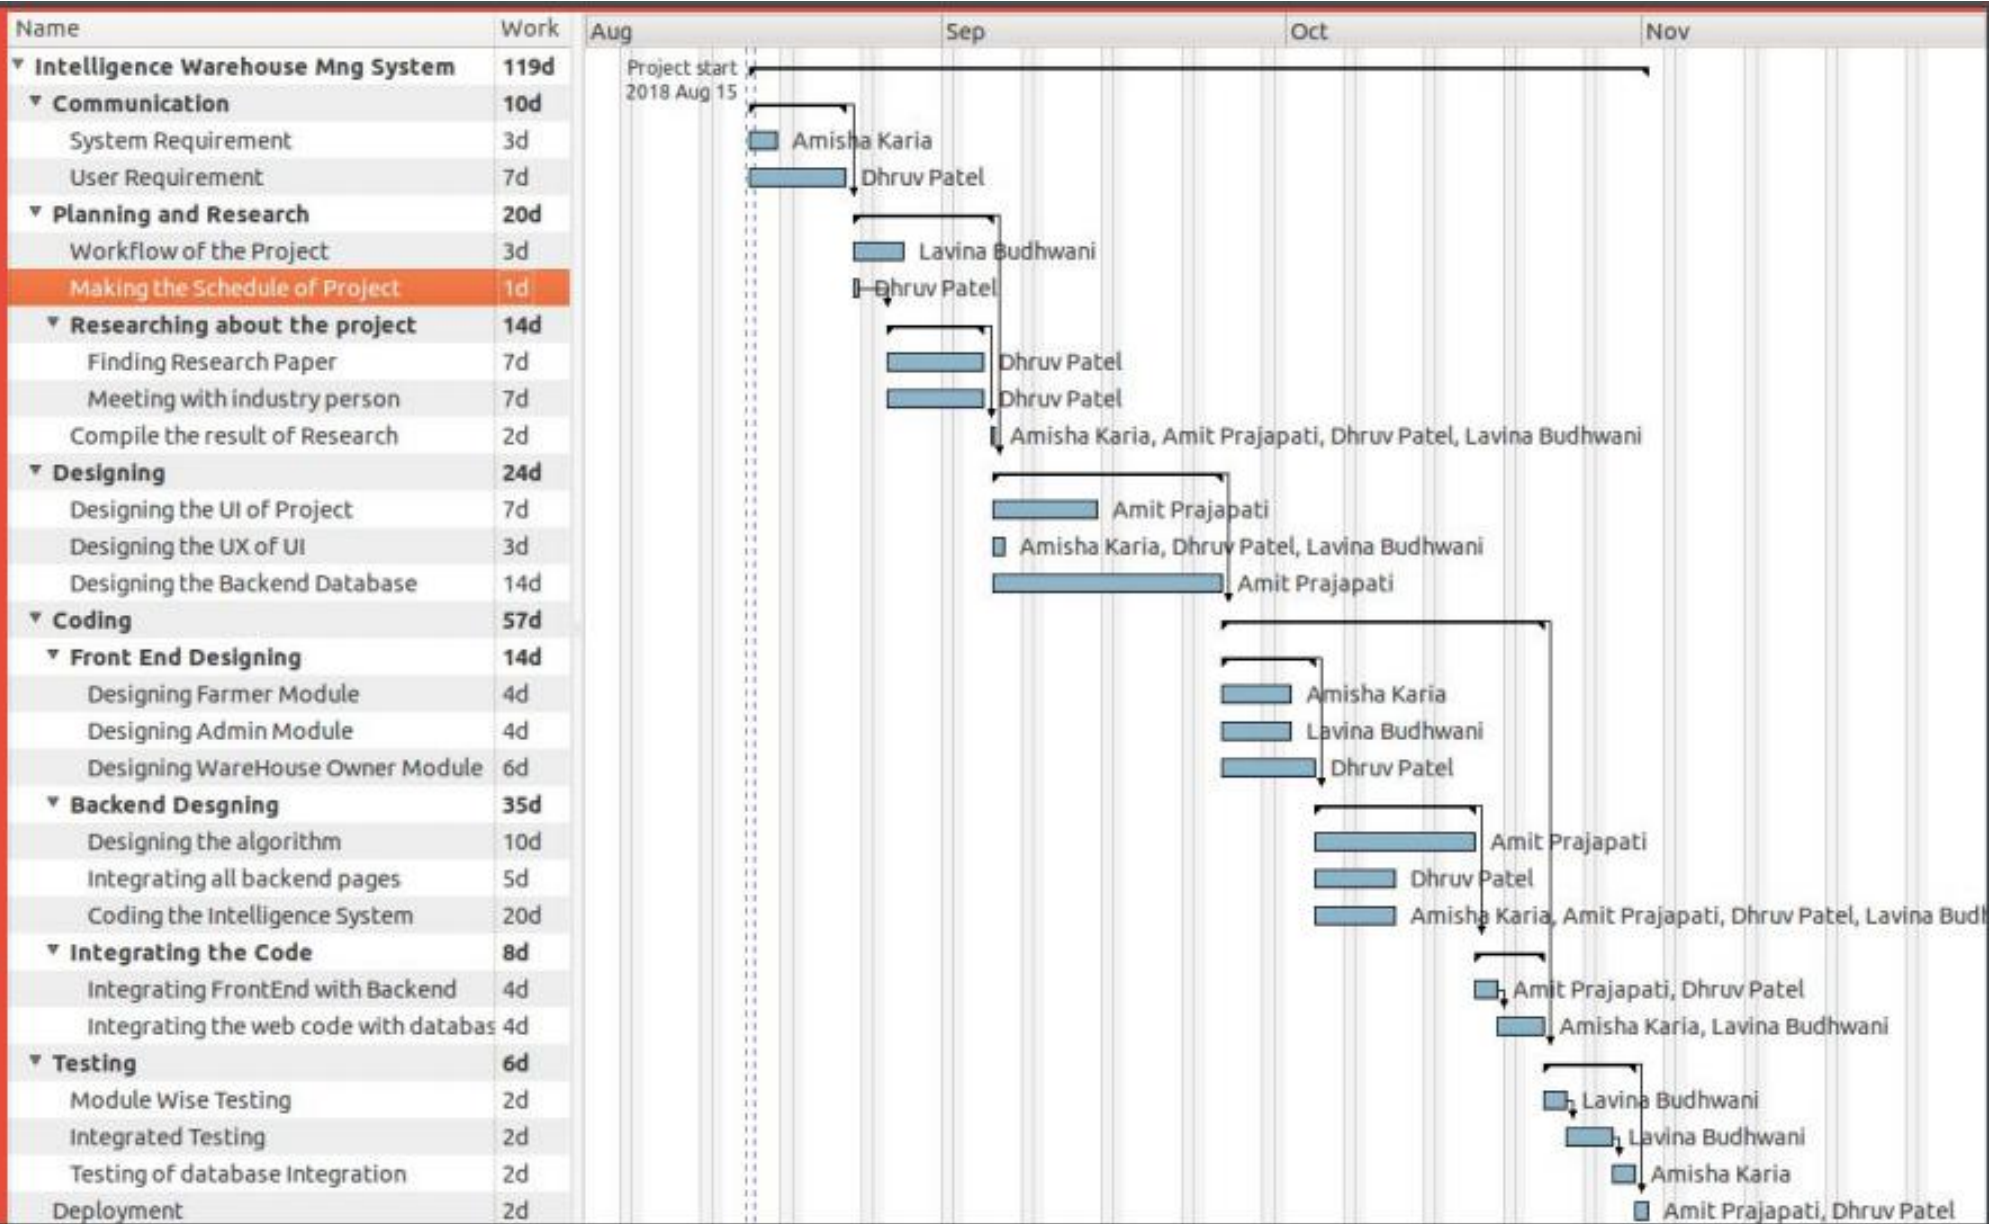 Name Work Aug Sep Oct Nov
Intelligence Warehouse Mng System 119d Project start
2018 Aug 15
Communication 10d
System Requirement 3d Amisha Karia
User Requirement 7d Dhruv Patel
Planning and Research 20d
Workflow of the Project 3d Lavina Budhwani
Making the Schedule of Project 1d Dhruv Patel
Researching about the project 14d
Finding Research Paper 7d Dhruv Patel
Meeting with industry person 7d Dhruv Patel
Compile the result of Research 2d Amisha Karia, Amit Prajapati, Dhruv Patel, Lavina Budhwani
Designing 24d
Designing the UI of Project 7d Amit Prajapati
Designing the UX of UI 3d Amisha Karia, Dhruv Patel, Lavina Budhwani
Designing the Backend Database 14d Amit Prajapati
Coding 57d
Front End Designing 14d
Designing Farmer Module 4d Amisha Karia
Designing Admin Module 4d Lavina Budhwani
Designing WareHouse Owner Module 6d Dhruv Patel
Backend Desgning 35d
Designing the algorithm 10d Amit Prajapati
Integrating all backend pages 5d Dhruv Patel
Coding the Intelligence System 20d Amisha Karia, Amit Prajapati, Dhruv Patel, Lavina Budh
Integrating the Code 8d
Integrating FrontEnd with Backend 4d Amit Prajapati, Dhruv Patel
Integrating the web code with databas 4d Amisha Karia, Lavina Budhwani
Testing 6d
Module Wise Testing 2d Lavina Budhwani
Integrated Testing 2d Lavina Budhwani
Testing of database Integration 2d Amisha Karia
Deployment 2d Amit Prajapati, Dhruv Patel